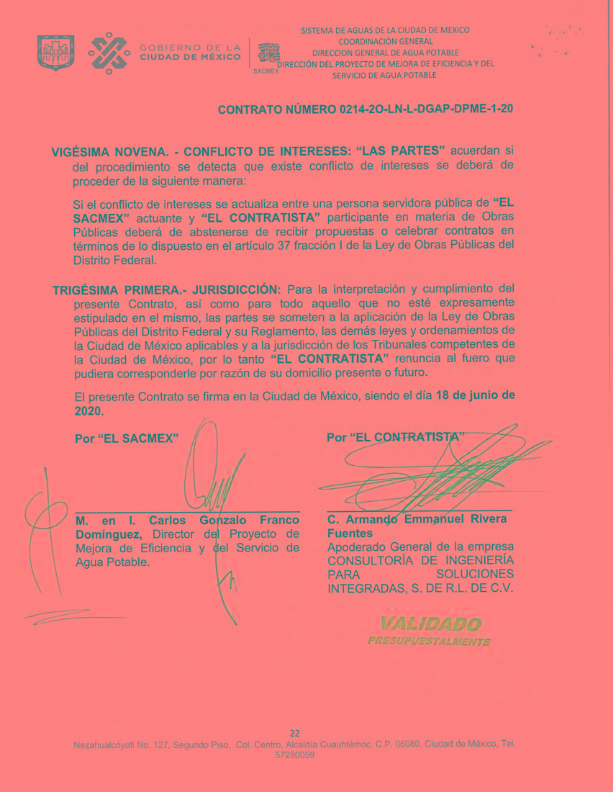 SISTEMA DE AGUAS DE LA CIUDAD DE MEXICO
COORDINACIÓN GENERAL
DIRECCION GENERAL DE AGUA POTABLE
DIRECCIÓN DEL PROYECTO DE MEJORA DE EFICIENCIA Y DEL
SERVICIO DE AGUA POTABLE
GOBIERNO DE LA
CIUDAD DE MÉXICO
SACMEX
CONTRATO NÚMERO 0214-2O-LN-L-DGAP-DPME-1-20
VIGÉSIMA NOVENA. - CONFLICTO DE INTERESES: “LAS PARTES” acuerdan si
del procedimiento se detecta que existe conflicto de intereses se deberá de
proceder de la siguiente manera:
Si el conflicto de intereses se actualiza entre una persona servidora pública de “EL
SACMEX” actuante y “EL CONTRATISTA” participante en materia de Obras
Públicas deberá de abstenerse de recibir propuestas o celebrar contratos en
términos de lo dispuesto en el artículo 37 fracción I de la Ley de Obras Públicas del
Distrito Federal.
TRIGÉSIMA PRIMERA.- JURISDICCIÓN: Para la interpretación y cumplimiento del
presente Contrato, así como para todo aquello que no esté expresamente
estipulado en el mismo, las partes se someten a la aplicación de la Ley de Obras
Públicas del Distrito Federal y su Reglamento, las demás leyes y ordenamientos de
la Ciudad de México aplicables y a la jurisdicción de los Tribunales competentes de
la Ciudad de México, por lo tanto “EL CONTRATISTA” renuncia al fuero que
pudiera corresponderle por razón de su domicilio presente o futuro.
El presente Contrato se firma en la Ciudad de México, siendo el día 18 de junio de
2020.
Por “EL SACMEX”
M. en I. Carlos Gonzalo Franco
Domínguez, Director del Proyecto de
Mejora de Eficiencia y del Servicio de
Agua Potable.
Por “EL CONTRATISTA”
C. Armando Emmanuel Rivera
Fuentes
Apoderado General de la empresa
CONSULTORÍA DE INGENIERÍA
PARA SOLUCIONES
INTEGRADAS, S. DE R.L. DE C.V.
VALIDADO
PRESUPUESTALMENTE
22
Nezahualcóyotl No. 127, Segundo Piso, Col. Centro, Alcaldía Cuauhtémoc, C.P. 06080, Ciudad de México, Tel